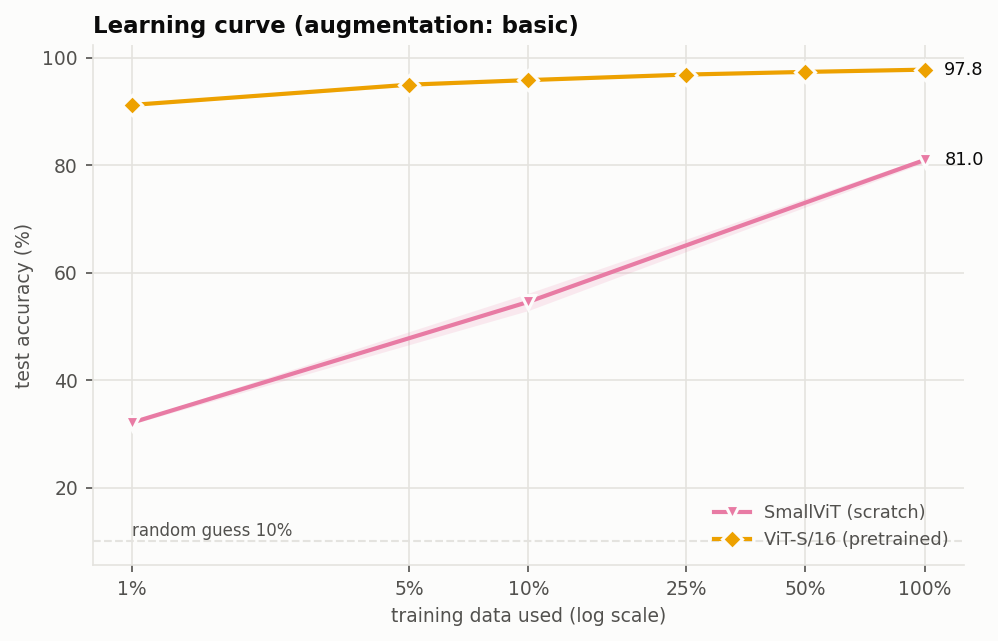 Learning curve (augmentation: basic)
100
80
60
40
20
test accuracy (%)
97.8
81.0
random guess 10%
SmallViT (scratch)
ViT-S/16 (pretrained)
1%
5%
10%
25%
50%
100%
training data used (log scale)